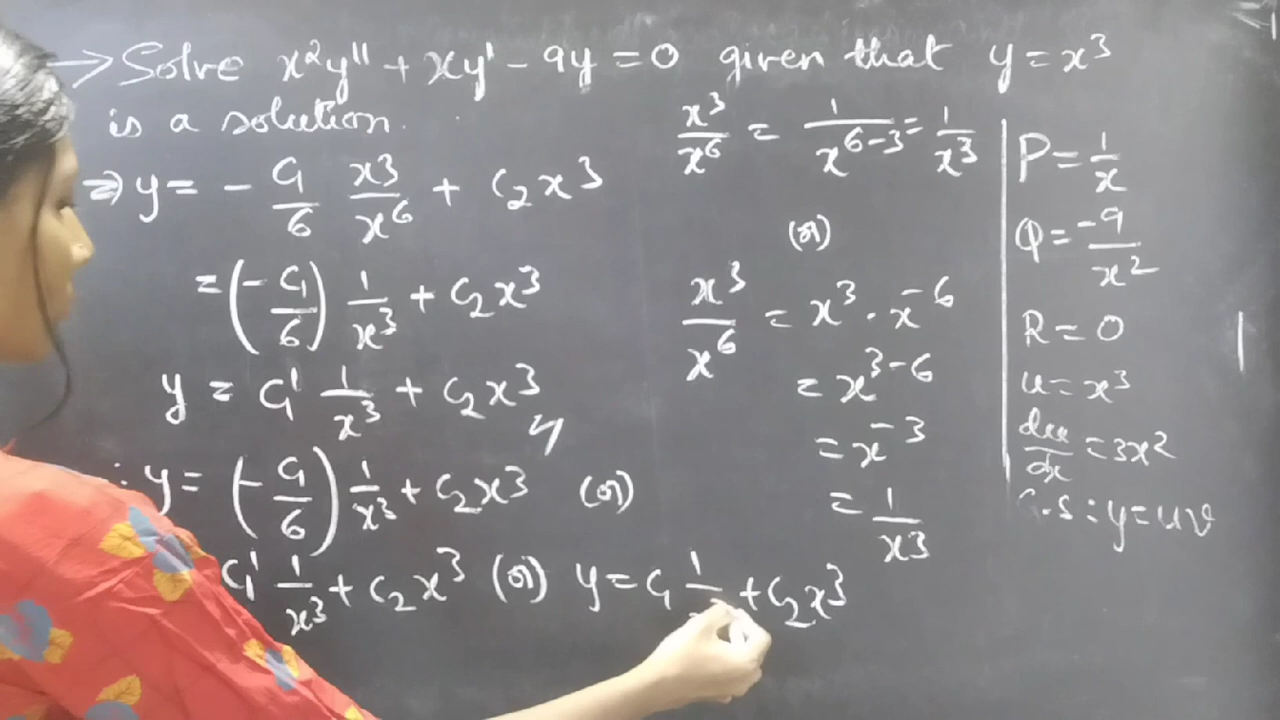 → Solve x²y'' + xy' - 9y = 0 given that y = x³
is a solution.
⇒ y = - C₁/6 x³/x⁶ + C₂x³
= (-C₁/6) 1/x³ + C₂x³
y = C₁' 1/x³ + C₂x³ //
∴ y = (-C₁/6) 1/x³ + C₂x³ (or)
C₁' 1/x³ + C₂x³ (or) y = C₁ 1/ + C₂x³
x³/x⁶ = 1/x⁶⁻³ = 1/x³
(or)
x³/x⁶ = x³ · x⁻⁶
= x³⁻⁶
= x⁻³
= 1/x³
P = 1/x
Q = -9/x²
R = 0
u = x³
du/dx = 3x²
G.S : y = uv